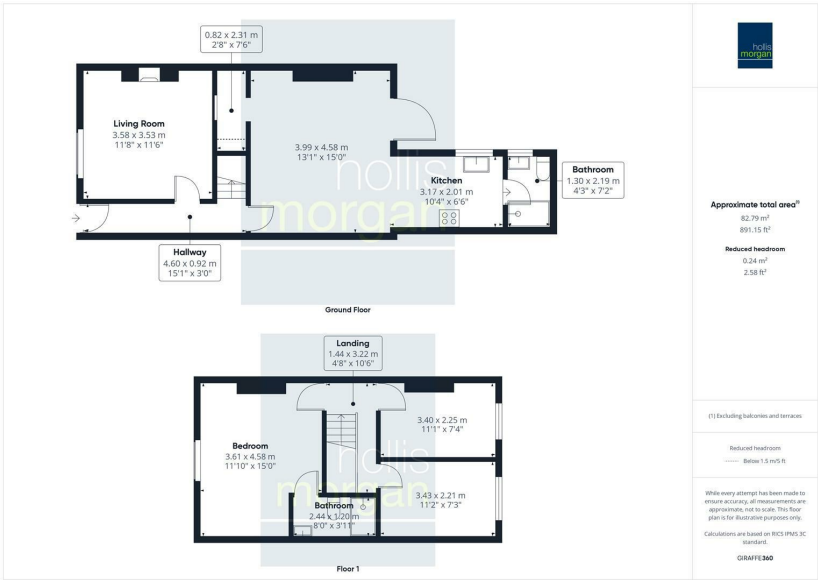 0.82 x 2.31 m
2'8" x 7'6"
Living Room
3.58 x 3.53 m
11'8" x 11'6"
3.99 x 4.58 m
13'1" x 15'0"
Kitchen
3.17 x 2.01 m
10'4" x 6'6"
Bathroom
1.30 x 2.19 m
4'3" x 7'2"
hollis
morgan
Hallway
4.60 x 0.92 m
15'1" x 3'0"
Ground Floor
Landing
1.44 x 3.22 m
4'8" x 10'6"
Bedroom
3.61 x 4.58 m
11'10" x 15'0"
3.40 x 2.25 m
11'1" x 7'4"
3.43 x 2.21 m
11'2" x 7'3"
hollis
morgan
Bathroom
2.44 x 1.20 m
8'0" x 3'11"
Floor 1
hollis
morgan
Approximate total area(1)
82.79 m²
891.15 ft²
Reduced headroom
0.24 m²
2.58 ft²
(1) Excluding balconies and terraces
Reduced headroom
Below 1.5 m/5 ft
While every attempt has been made to
ensure accuracy, all measurements are
approximate, not to scale. This floor
plan is for illustrative purposes only.
Calculations are based on RICS IPMS 3C
standard.
GIRAFFE360